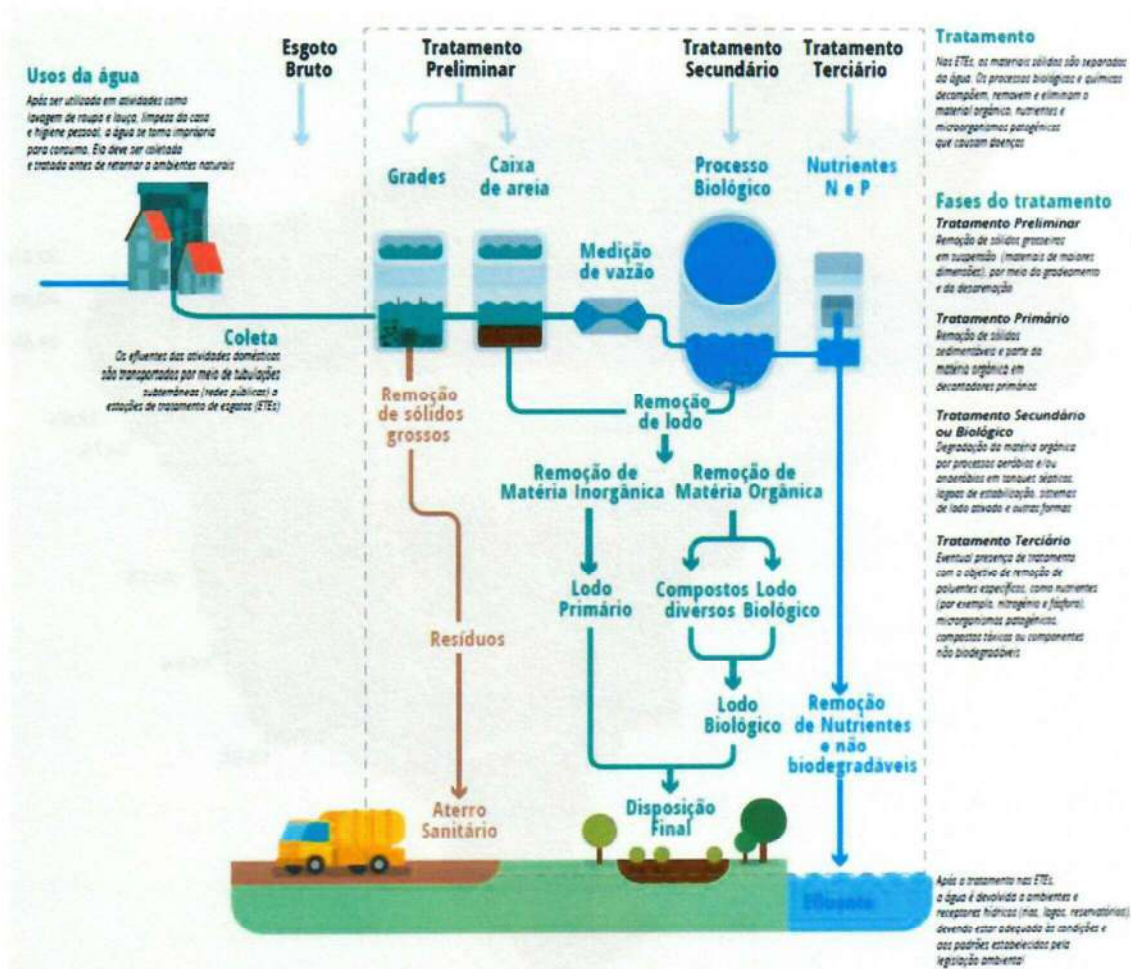 Usos da água
Após ser utilizada em atividades como
lavagem de roupa e louça, limpeza da casa
e higiene pessoal, a água se torna imprópria
para consumo. Ela deve ser coletada
e tratada antes de retornar a ambientes naturais
Coleta
Os efluentes das atividades domésticas
são transportados por meio de tubulações
subterrâneas (redes públicas) a
estações de tratamento de esgotos (ETEs)
Esgoto
Bruto
Tratamento
Preliminar
Grades
Caixa
de areia
Medição
de vazão
Tratamento
Secundário
Processo
Biológico
Tratamento
Terciário
Nutrientes
N e P
Remoção
de sólidos
grossos
Resíduos
Aterro
Sanitário
Remoção
de lodo
Remoção de
Matéria Inorgânica
Remoção de
Matéria Orgânica
Lodo
Primário
Compostos Lodo
diversos Biológico
Lodo
Biológico
Disposição
Final
Remoção
de Nutrientes
e não
biodegradáveis
Efluente
Tratamento
Nas ETEs, os materiais sólidos são separados
da água. Os processos biológicos e químicos
decompõem, removem e eliminam o
material orgânico, nutrientes e
microorganismos patogênicos
que causam doenças
Fases do tratamento
Tratamento Preliminar
Remoção de sólidos grosseiros
em suspensão (materiais de maiores
dimensões), por meio do gradeamento
e da desarenação
Tratamento Primário
Remoção de sólidos
sedimentáveis e parte da
matéria orgânica em
decantadores primários
Tratamento Secundário
ou Biológico
Degradação da matéria orgânica
por processos aeróbios e/ou
anaeróbios em tanques sépticos,
lagoas de estabilização, sistemas
de lodo ativado e outras formas
Tratamento Terciário
Eventual presença de tratamento
com o objetivo de remoção de
poluentes específicos, como nutrientes
(por exemplo, nitrogênio e fósforo),
microrganismos patogênicos,
compostos tóxicos ou componentes
não biodegradáveis
Após o tratamento nas ETEs,
a água é devolvida a ambientes e
receptores hídricos (rios, lagos, reservatórios),
devendo estar adequada às condições e
aos padrões estabelecidos pela
legislação ambiental